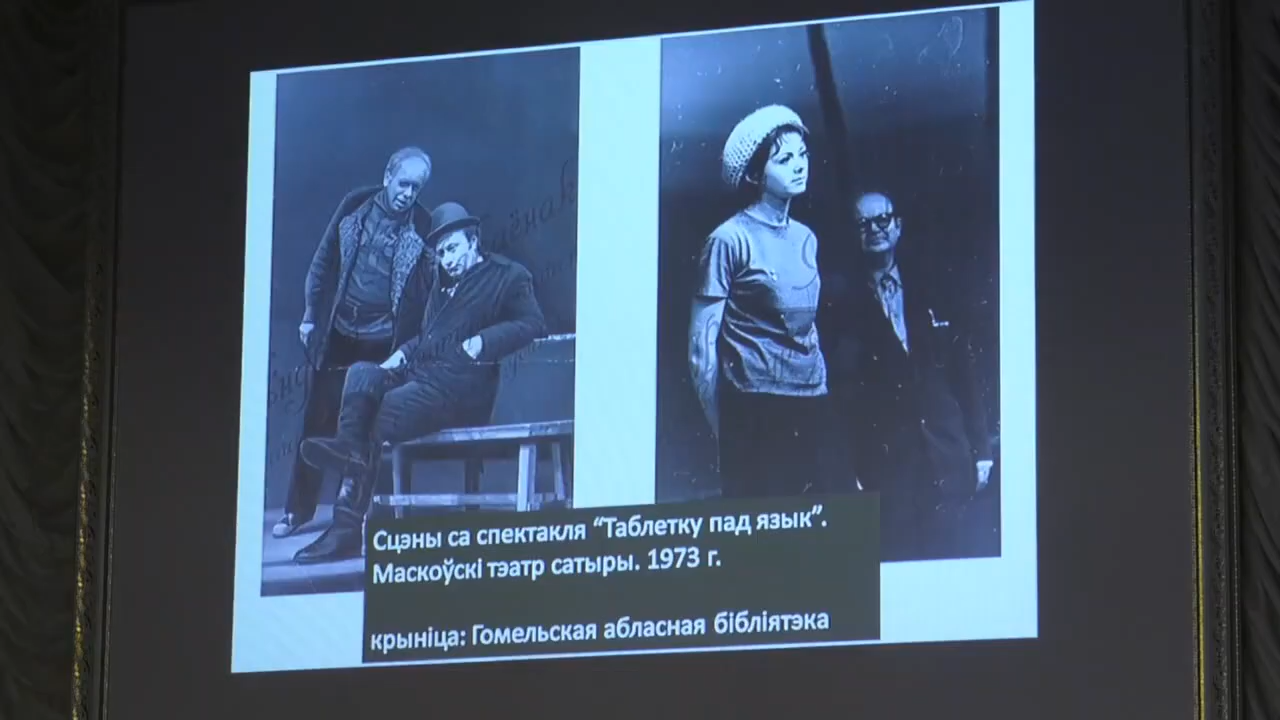 Сцэны са спектакля “Таблетку пад язык”.
Маскоўскі тэатр сатыры. 1973 г.
крыніца: Гомельская абласная бібліятэка